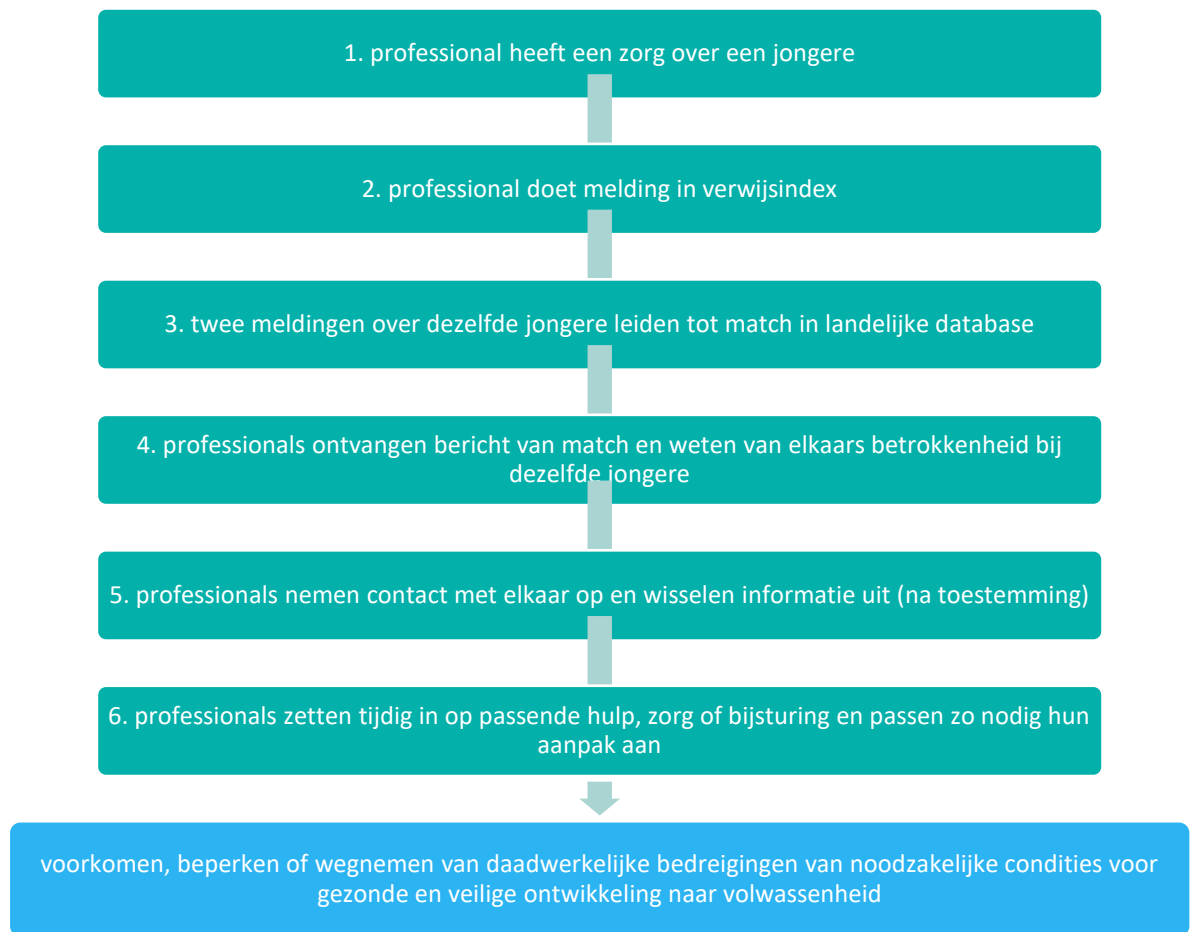 1. professional heeft een zorg over een jongere
2. professional doet melding in verwijsindex
3. twee meldingen over dezelfde jongere leiden tot match in landelijke database
4. professionals ontvangen bericht van match en weten van elkaars betrokkenheid bij
dezelfde jongere
5. professionals nemen contact met elkaar op en wisselen informatie uit (na toestemming)
6. professionals zetten tijdig in op passende hulp, zorg of bijsturing en passen zo nodig hun
aanpak aan
voorkomen, beperken of wegnemen van daadwerkelijke bedreigingen van noodzakelijke condities voor
gezonde en veilige ontwikkeling naar volwassenheid